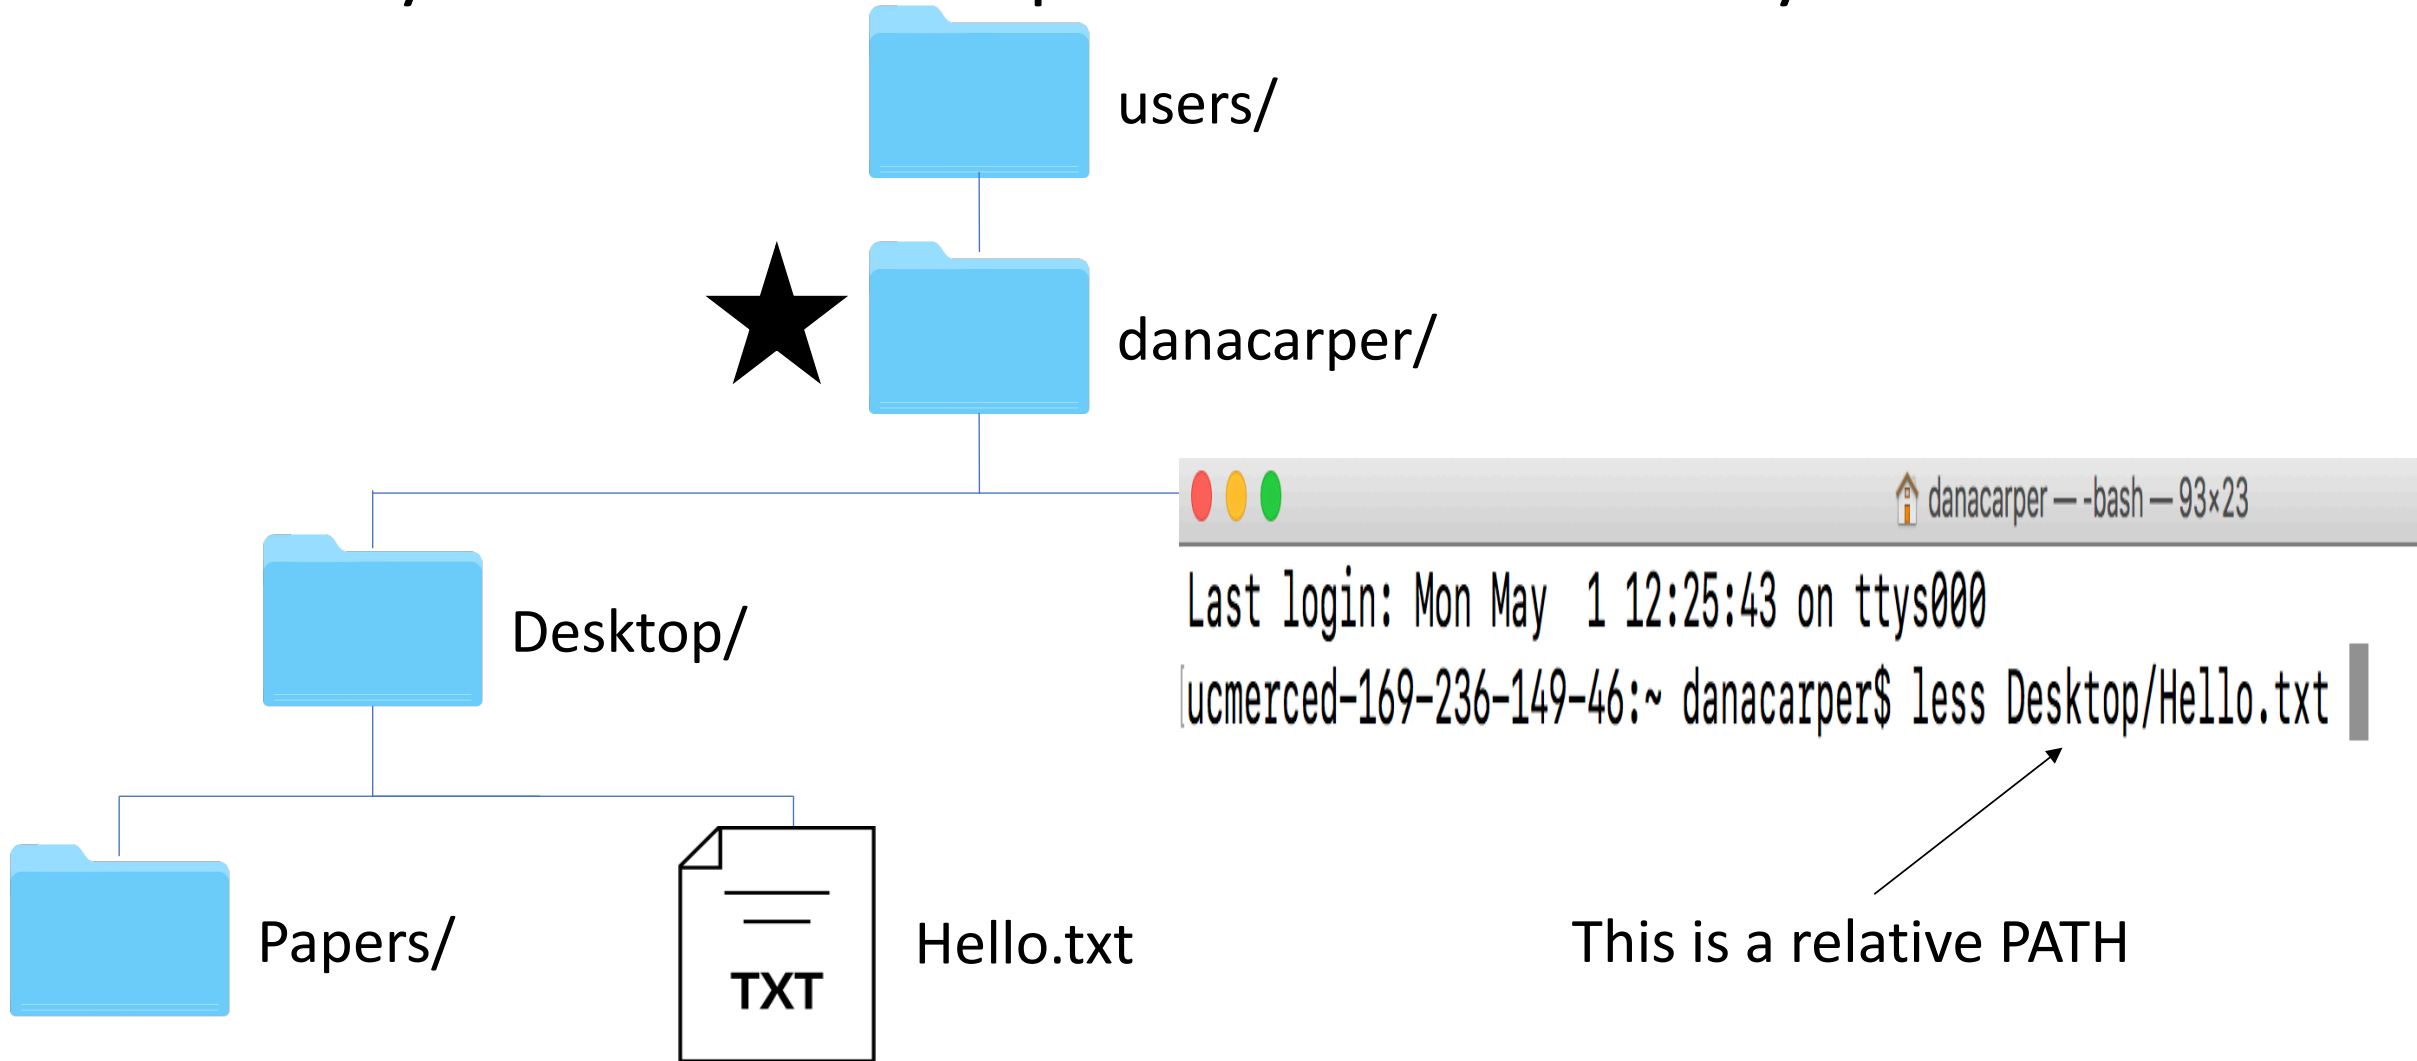 users/
danacarper/
danacarper — -bash — 93×23
Last login: Mon May  1 12:25:43 on ttys000
ucmerced-169-236-149-46:~ danacarper$ less Desktop/Hello.txt
Desktop/
Papers/
TXT
Hello.txt
This is a relative PATH